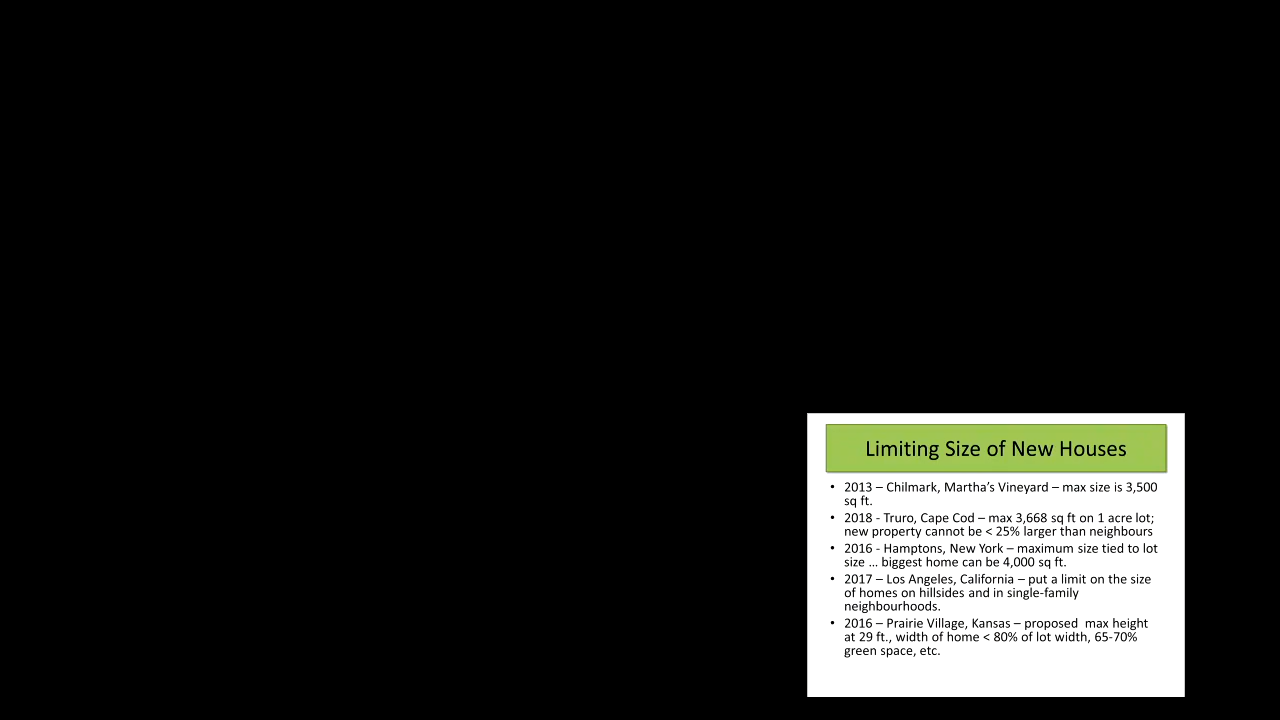 Limiting Size of New Houses
• 2013 – Chilmark, Martha’s Vineyard – max size is 3,500
sq ft.
• 2018 - Truro, Cape Cod – max 3,668 sq ft on 1 acre lot;
new property cannot be < 25% larger than neighbours
• 2016 - Hamptons, New York – maximum size tied to lot
size … biggest home can be 4,000 sq ft.
• 2017 – Los Angeles, California – put a limit on the size
of homes on hillsides and in single-family
neighbourhoods.
• 2016 – Prairie Village, Kansas – proposed  max height
at 29 ft., width of home < 80% of lot width, 65-70%
green space, etc.